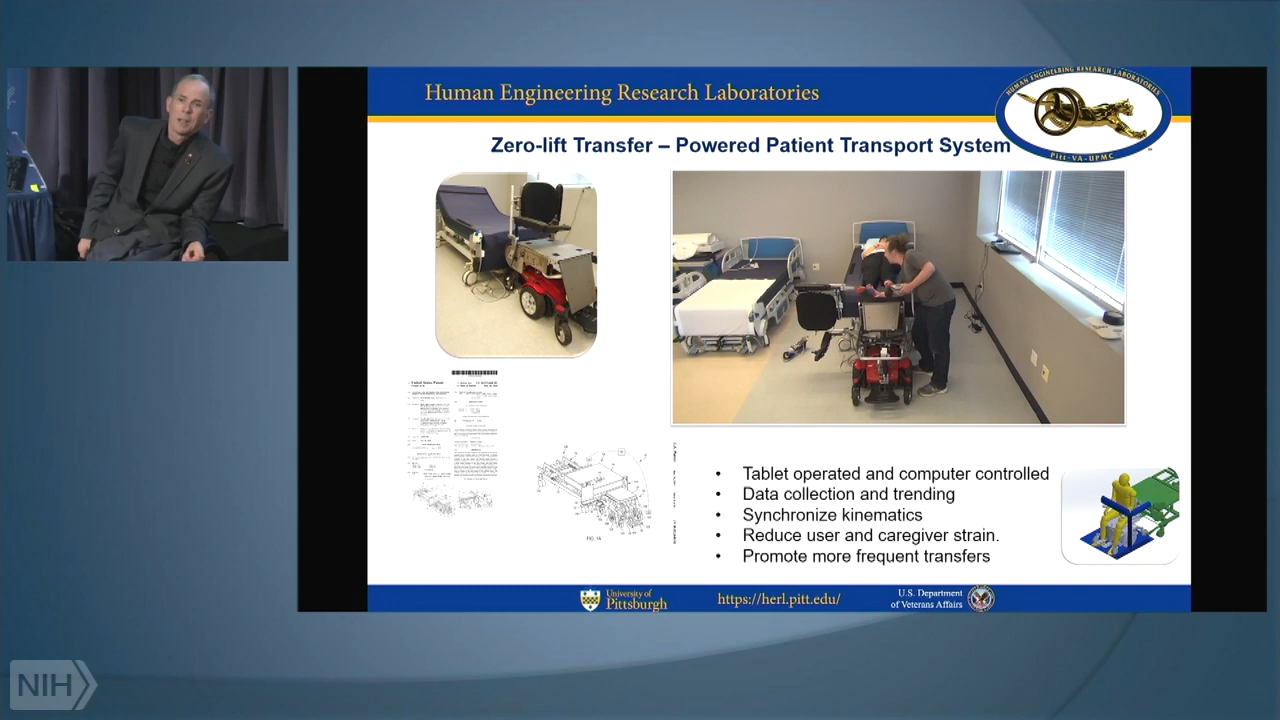 Human Engineering Research Laboratories
HUMAN ENGINEERING RESEARCH LABORATORIES
Pitt-VA-UPMC
Zero-lift Transfer – Powered Patient Transport System
United States Patent
FIG. 1A
• Tablet operated and computer controlled
• Data collection and trending
• Synchronize kinematics
• Reduce user and caregiver strain.
• Promote more frequent transfers
University of
Pittsburgh
https://herl.pitt.edu/
U.S. Department
of Veterans Affairs
NIH